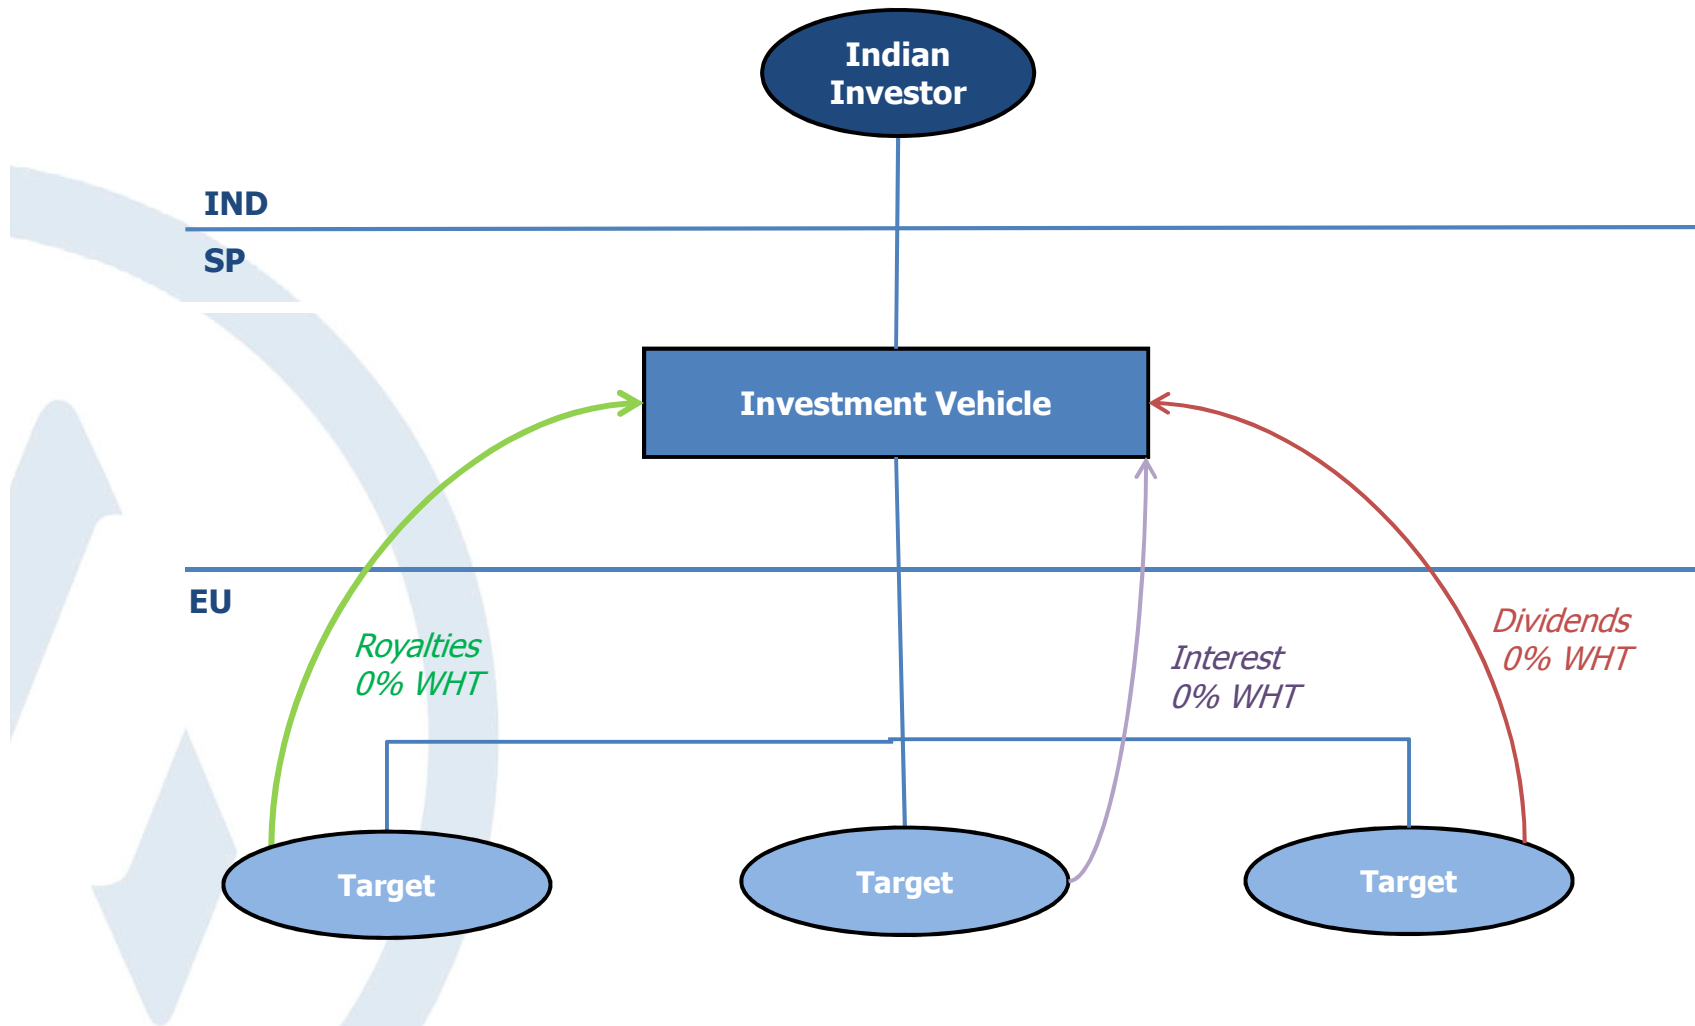 Indian
Investor
IND
SP
Investment Vehicle
EU
Royalties
0% WHT
Interest
0% WHT
Dividends
0% WHT
Target
Target
Target